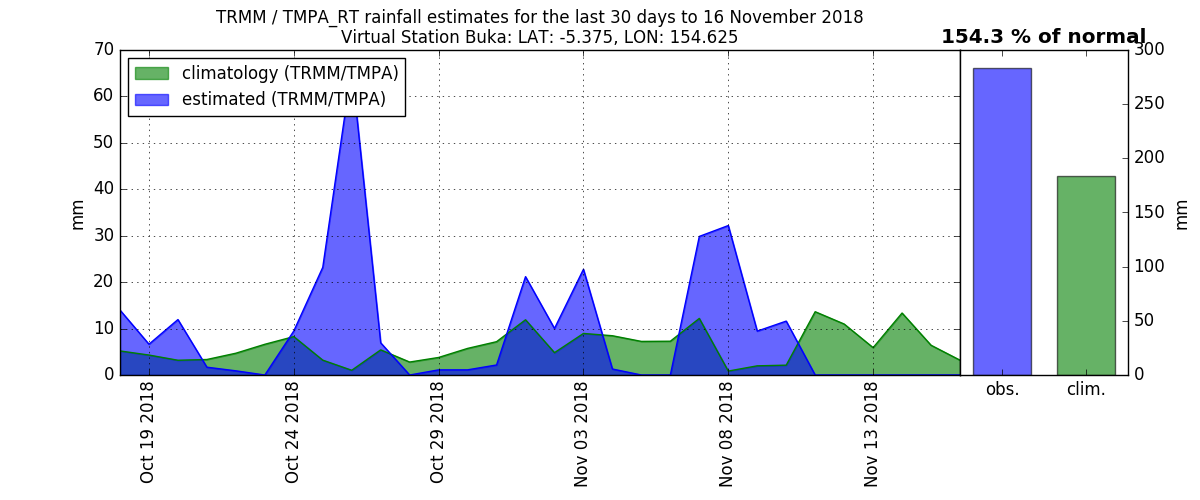 TRMM / TMPA_RT rainfall estimates for the last 30 days to 16 November 2018
Virtual Station Buka: LAT: -5.375, LON: 154.625
154.3 % of normal
climatology (TRMM/TMPA)
estimated (TRMM/TMPA)
70
60
50
40
30
20
10
0
mm
Oct 19 2018
Oct 24 2018
Oct 29 2018
Nov 03 2018
Nov 08 2018
Nov 13 2018
300
250
200
150
100
50
0
mm
obs.
clim.